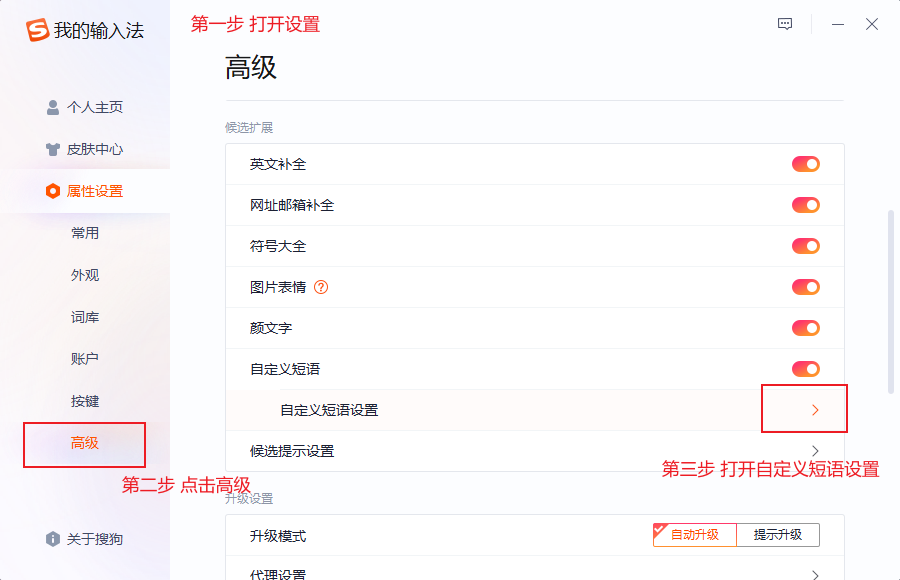 我的输入法
第一步 打开设置
高级
个人主页
皮肤中心
属性设置
常用
外观
词库
账户
按键
高级
第二步 点击高级
关于搜狗
候选扩展
英文补全
网址邮箱补全
符号大全
图片表情 ?
颜文字
自定义短语
自定义短语设置
候选提示设置
第三步 打开自定义短语设置
升级设置
升级模式 自动升级 提示升级
代理设置